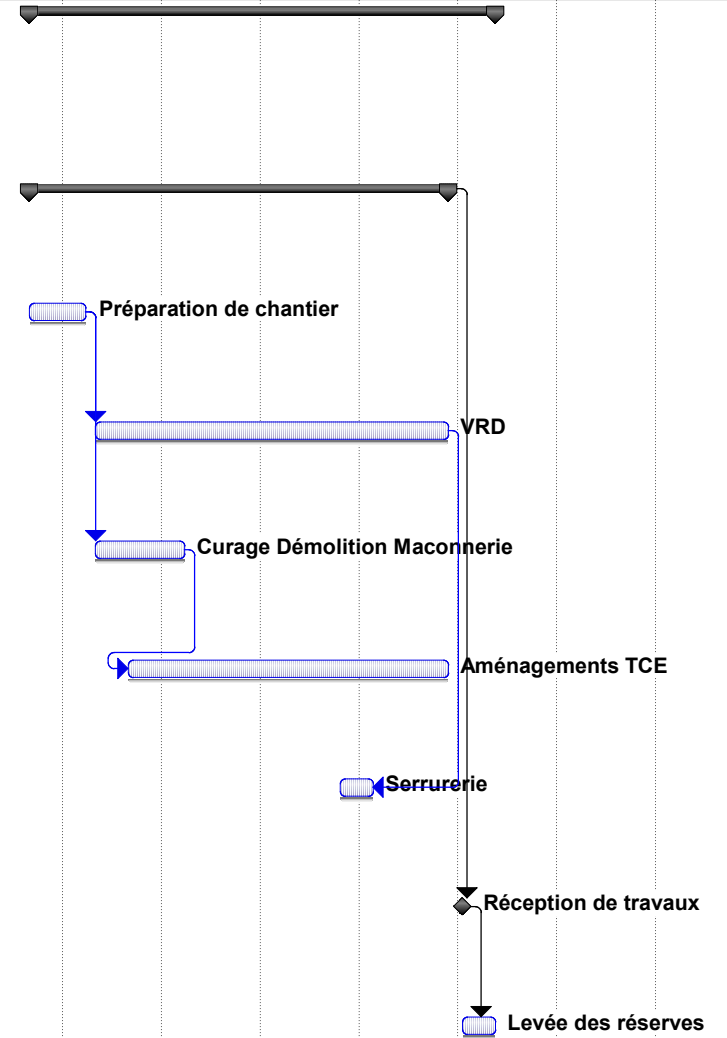 Préparation de chantier
VRD
Curage Démolition Maconnerie
Aménagements TCE
Serrurerie
Réception de travaux
Levée des réserves